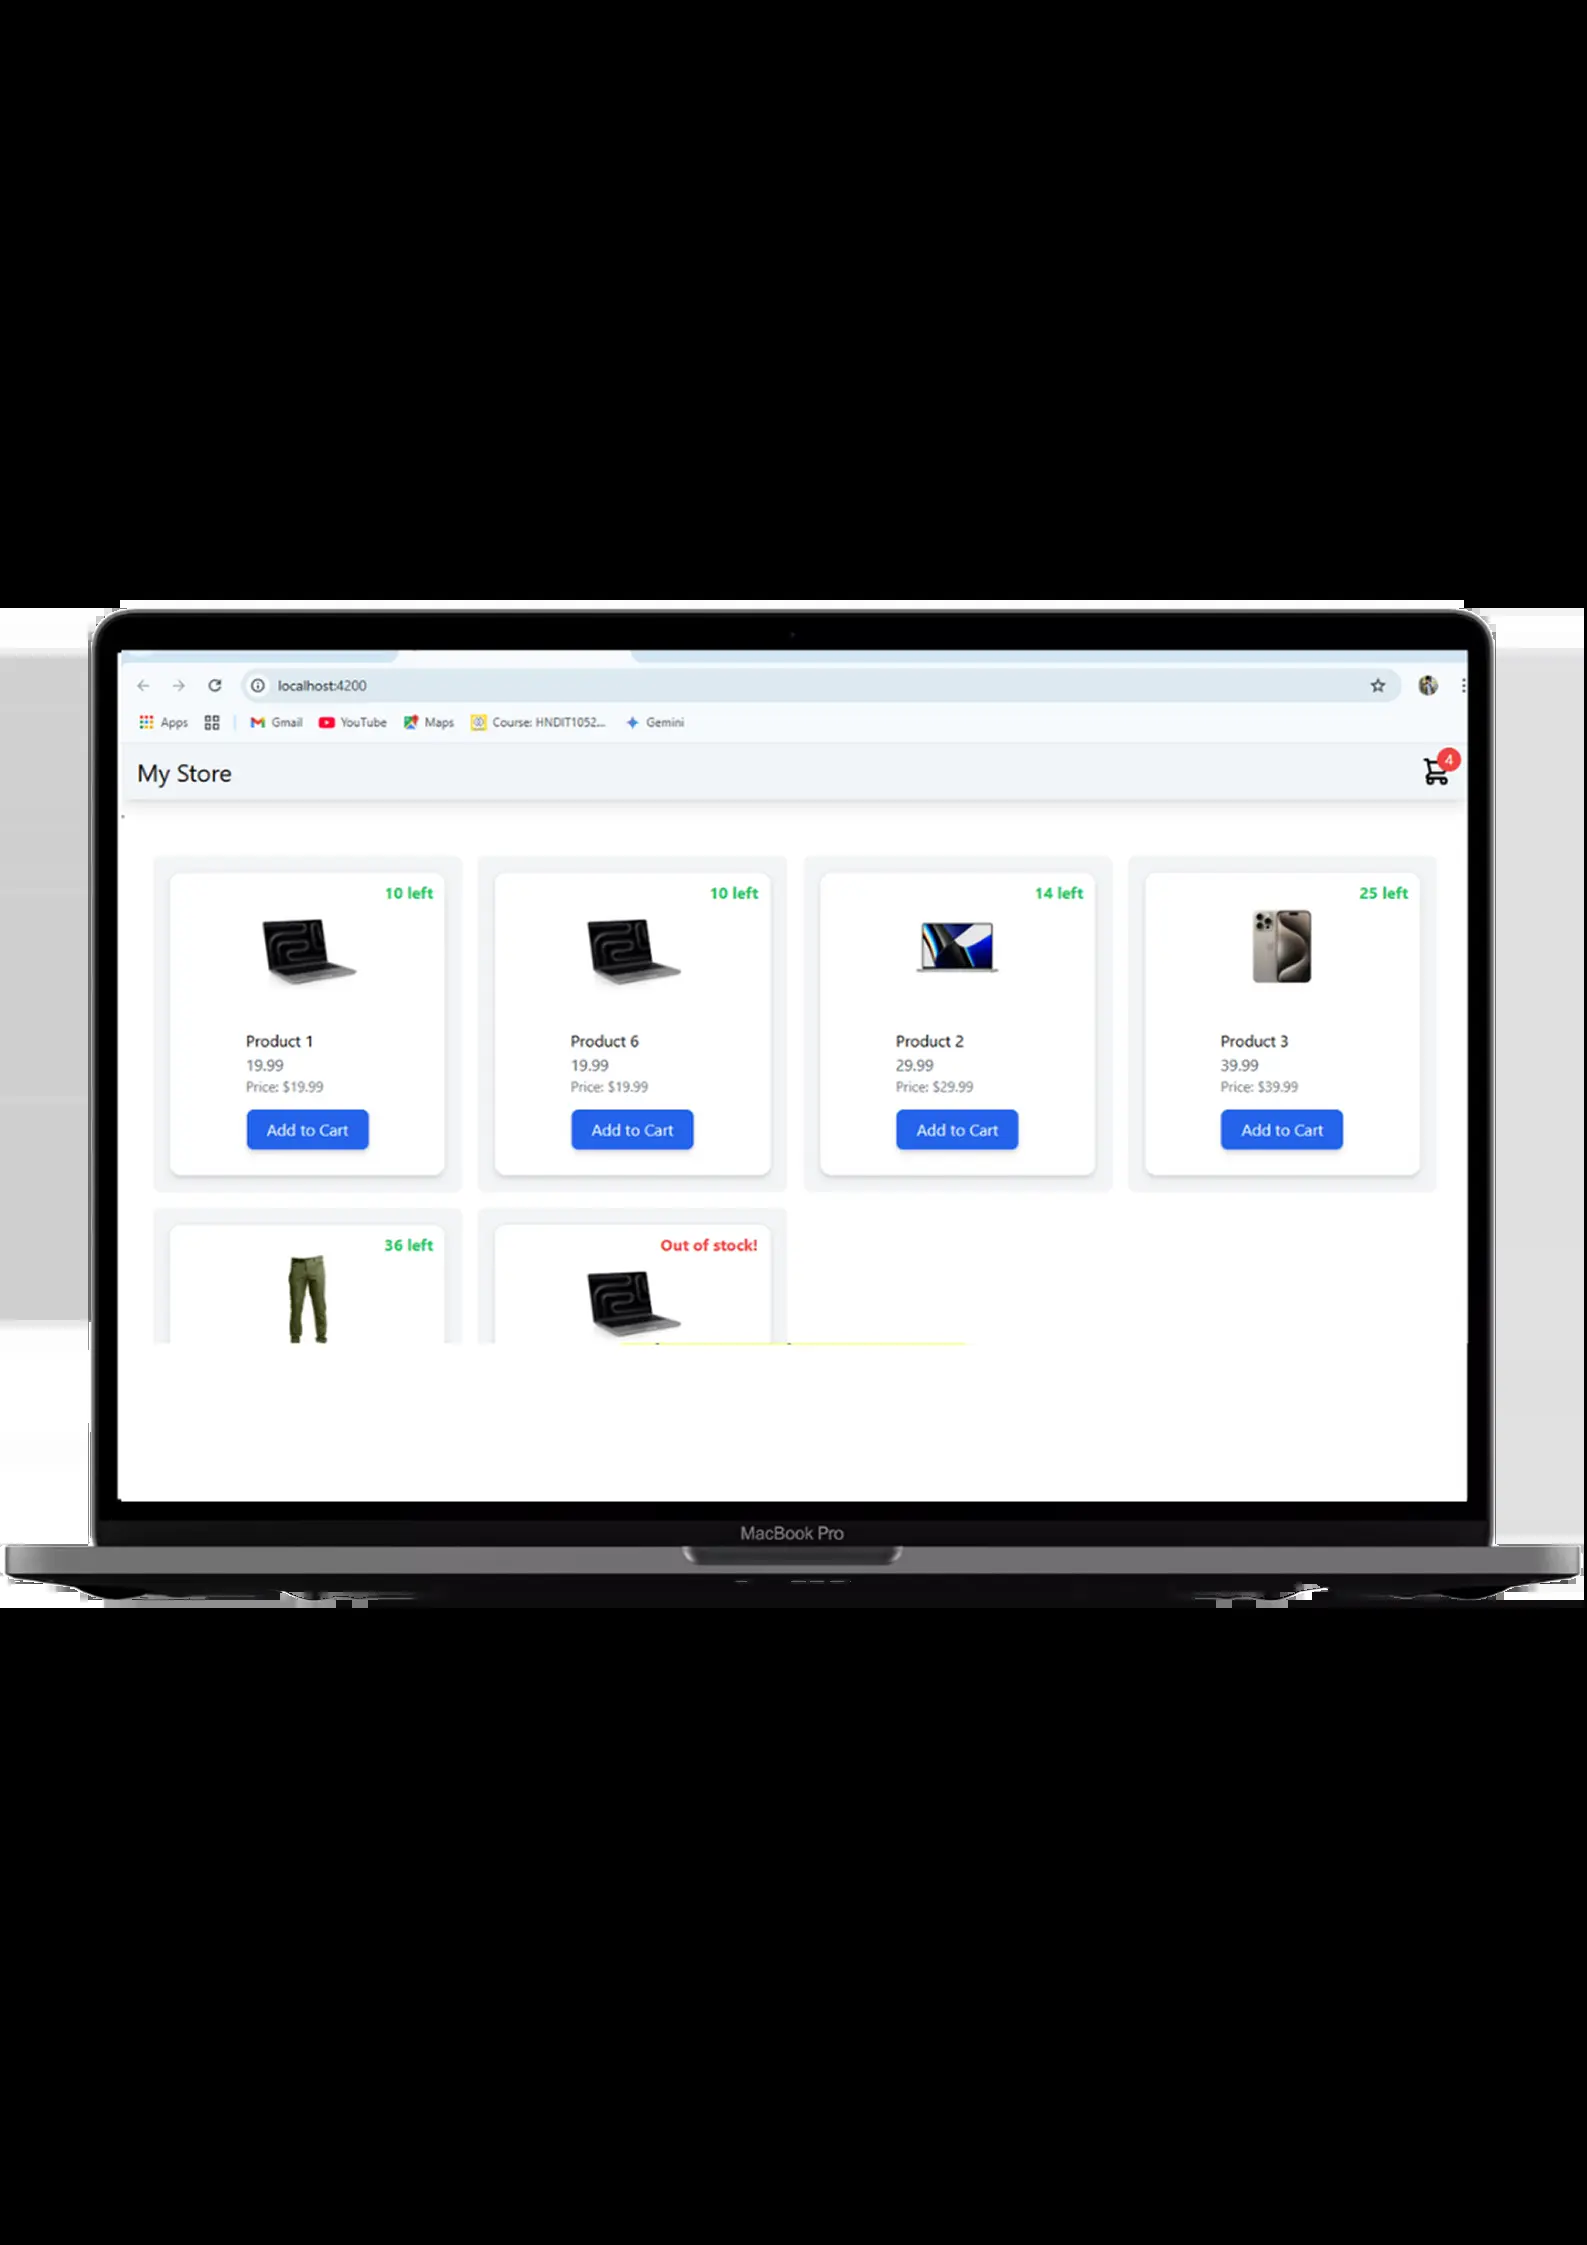 localhost:4200
Apps Gmail YouTube Maps Course: HNDIT1052... Gemini
My Store 4
10 left 10 left 14 left 25 left
Product 1 Product 6 Product 2 Product 3
19.99 19.99 29.99 39.99
Price: $19.99 Price: $19.99 Price: $29.99 Price: $39.99
Add to Cart Add to Cart Add to Cart Add to Cart
36 left Out of stock!
MacBook Pro